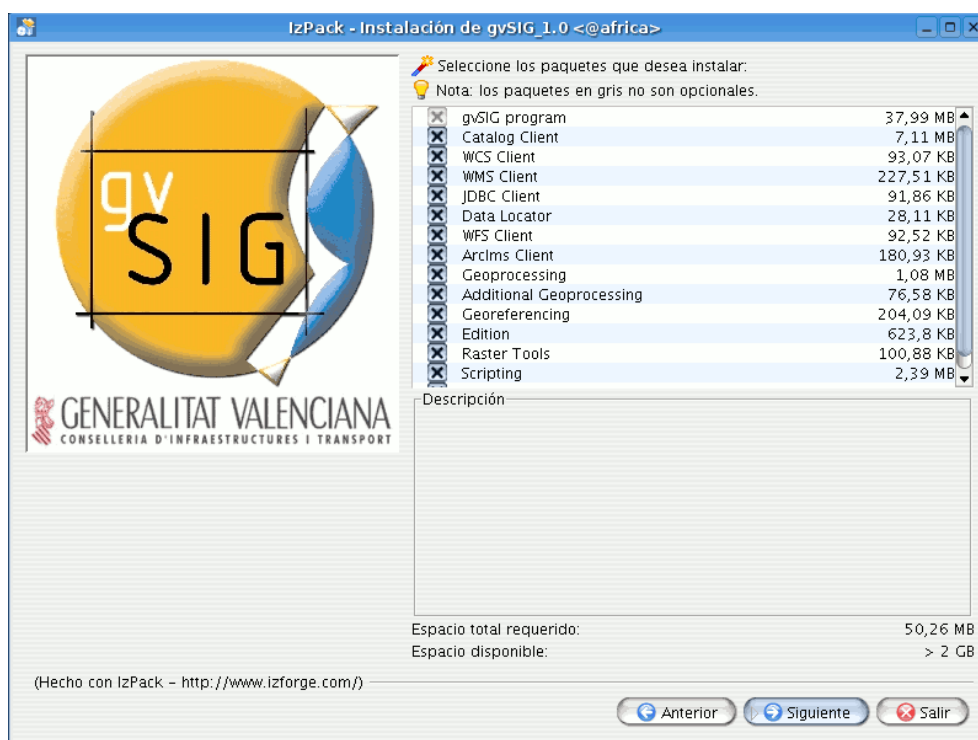 IzPack - Instalación de gvSIG_1.0 <@africa>
gv
SIG
GENERALITAT VALENCIANA
CONSELLERIA D'INFRAESTRUCTURES I TRANSPORT
Seleccione los paquetes que desea instalar:
Nota: los paquetes en gris no son opcionales.
gvSIG program 37,99 MB
Catalog Client 7,11 MB
WCS Client 93,07 KB
WMS Client 227,51 KB
JDBC Client 91,86 KB
Data Locator 28,11 KB
WFS Client 92,52 KB
ArcIms Client 180,93 KB
Geoprocessing 1,08 MB
Additional Geoprocessing 76,58 KB
Georeferencing 204,09 KB
Edition 623,8 KB
Raster Tools 100,88 KB
Scripting 2,39 MB
Descripción
Espacio total requerido: 50,26 MB
Espacio disponible: > 2 GB
(Hecho con IzPack - http://www.izforge.com/)
Anterior Siguiente Salir